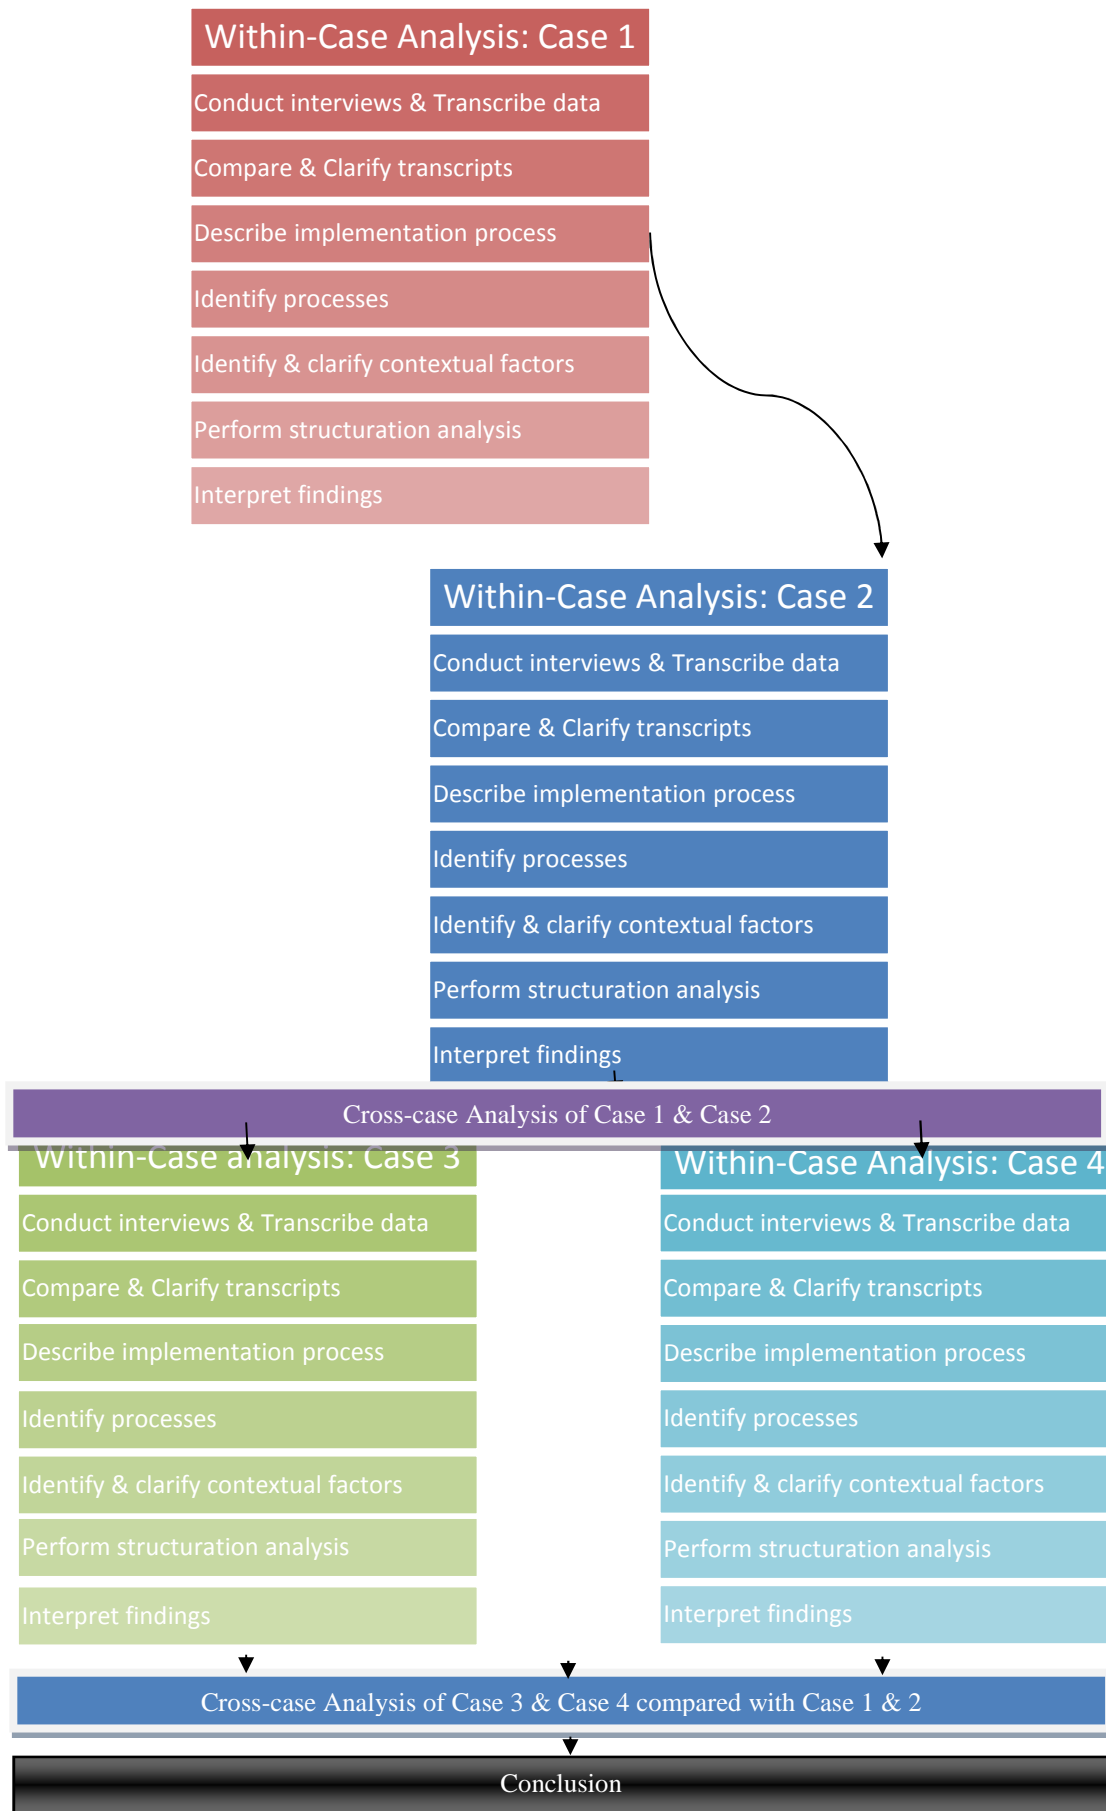 Within-Case Analysis: Case 1
Conduct interviews & Transcribe data
Compare & Clarify transcripts
Describe implementation process
Identify processes
Identify & clarify contextual factors
Perform structuration analysis
Interpret findings
Within-Case Analysis: Case 2
Conduct interviews & Transcribe data
Compare & Clarify transcripts
Describe implementation process
Identify processes
Identify & clarify contextual factors
Perform structuration analysis
Interpret findings
Cross-case Analysis of Case 1 & Case 2
Within-Case analysis: Case 3
Conduct interviews & Transcribe data
Compare & Clarify transcripts
Describe implementation process
Identify processes
Identify & clarify contextual factors
Perform structuration analysis
Interpret findings
Within-Case Analysis: Case 4
Conduct interviews & Transcribe data
Compare & Clarify transcripts
Describe implementation process
Identify processes
Identify & clarify contextual factors
Perform structuration analysis
Interpret findings
Cross-case Analysis of Case 3 & Case 4 compared with Case 1 & 2
Conclusion